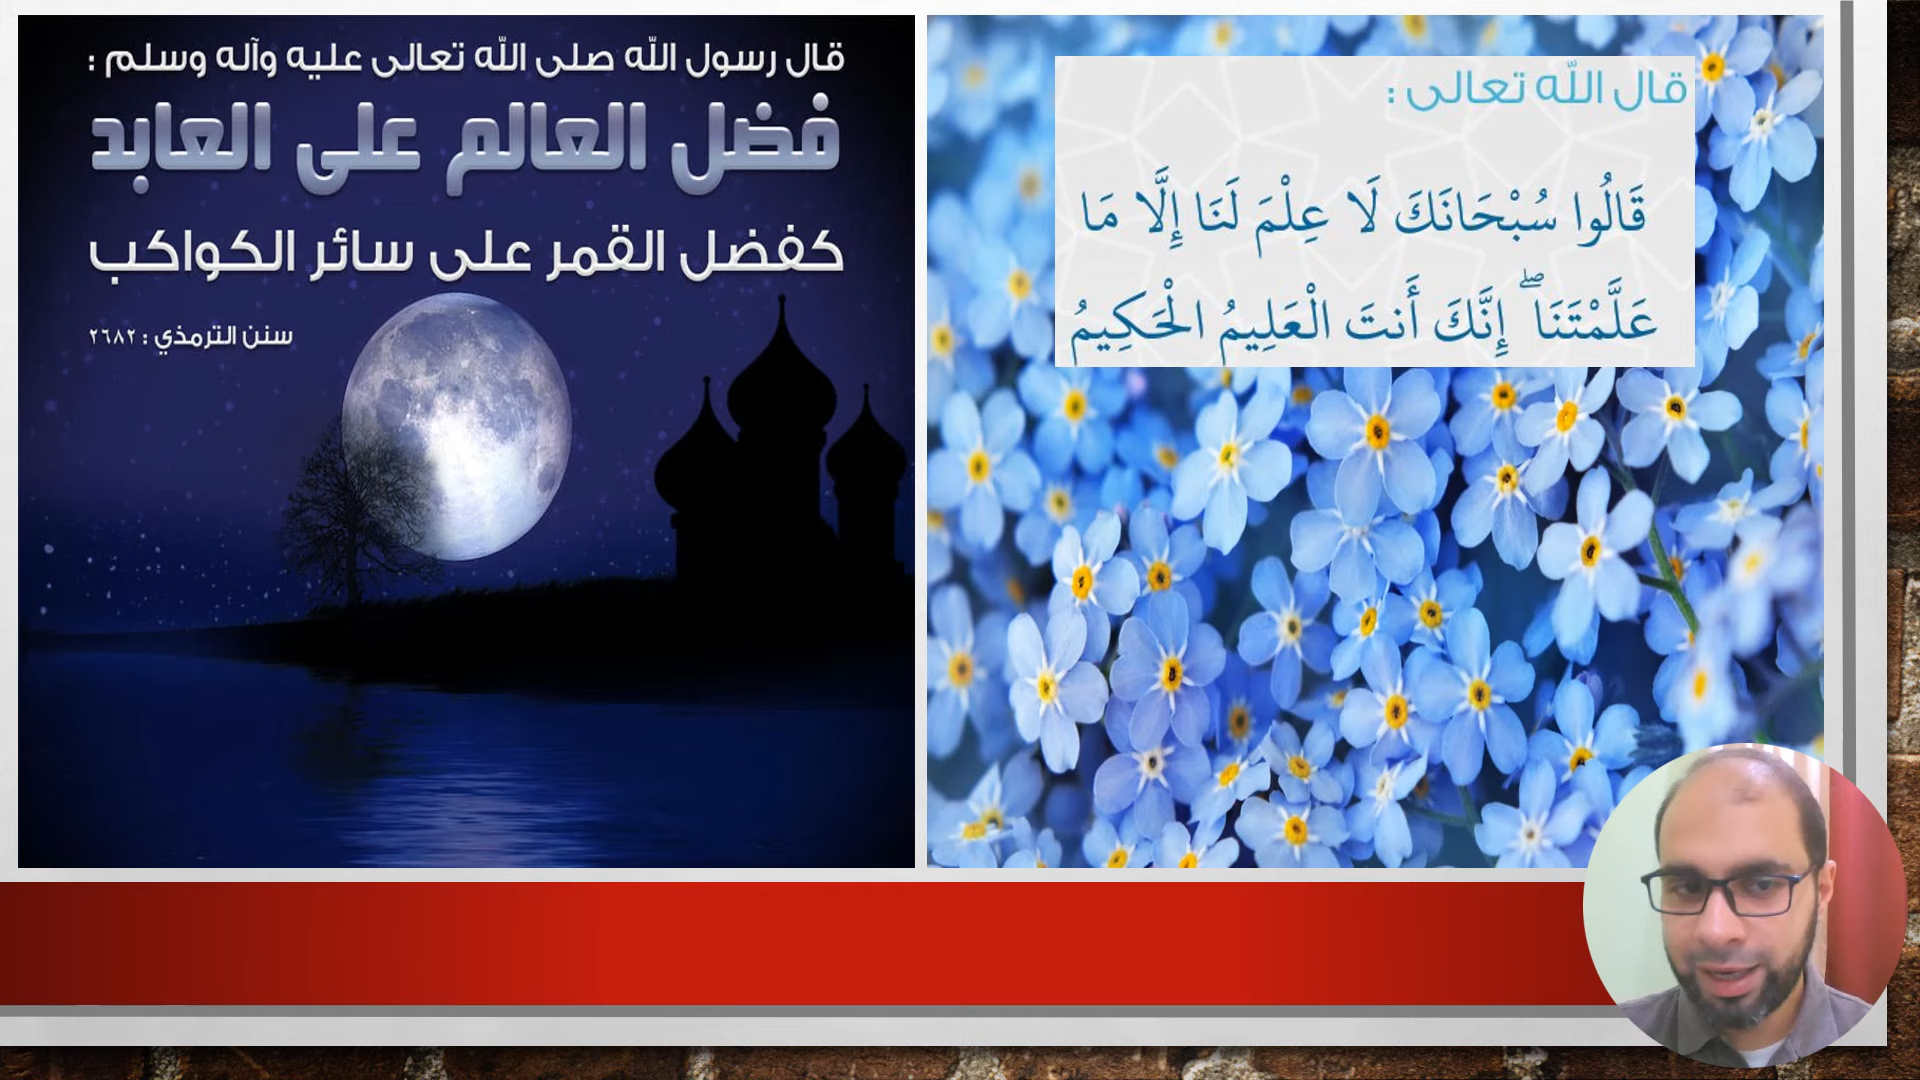 قال رسول الله صلى الله تعالى عليه وآله وسلم :
فضل العالم على العابد
كفضل القمر على سائر الكواكب
سنن الترمذي : ٢٦٨٢
قال الله تعالى :
قَالُوا سُبْحَانَكَ لَا عِلْمَ لَنَا إِلَّا مَا
عَلَّمْتَنَا ۖ إِنَّكَ أَنتَ الْعَلِيمُ الْحَكِيمُ